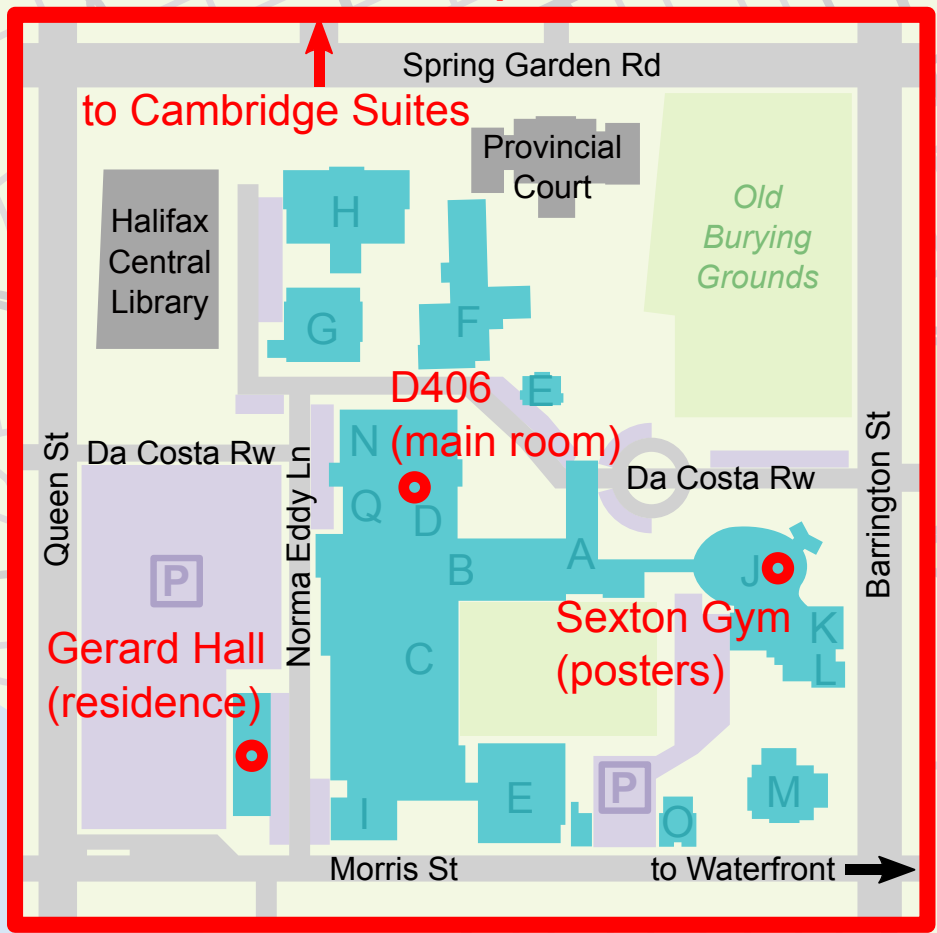 Spring Garden Rd
to Cambridge Suites
Provincial
Court
Halifax
Central
Library
H
Old
Burying
Grounds
G
F
D406
(main room)
E
N
Queen St
Da Costa Rw
Norma Eddy Ln
Da Costa Rw
Barrington St
Q
D
B
A
J
P
Sexton Gym
(posters)
K
L
Gerard Hall
(residence)
C
P
M
E
I
O
Morris St
to Waterfront